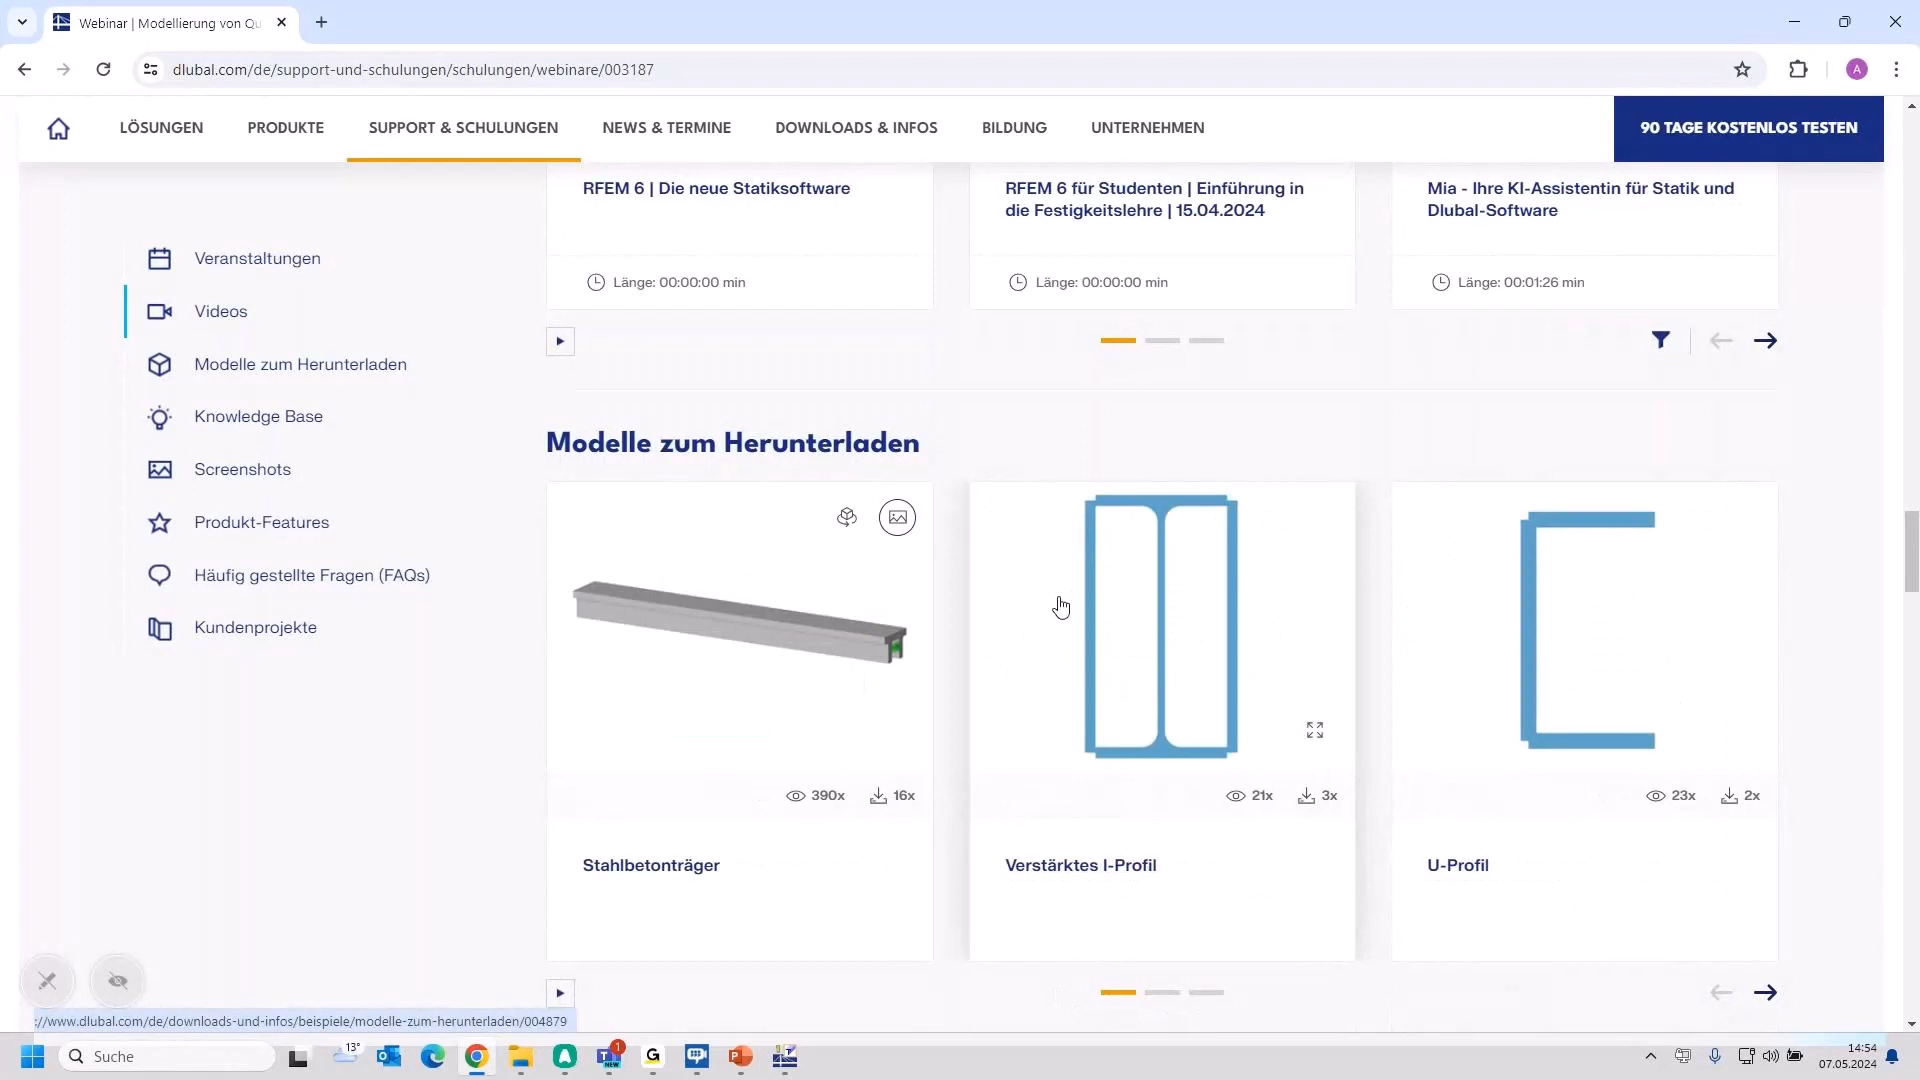 Webinar | Modellierung von Qu
dlubal.com/de/support-und-schulungen/schulungen/webinare/003187
A
LÖSUNGEN
PRODUKTE
SUPPORT & SCHULUNGEN
NEWS & TERMINE
DOWNLOADS & INFOS
BILDUNG
UNTERNEHMEN
90 TAGE KOSTENLOS TESTEN
Veranstaltungen
Videos
Modelle zum Herunterladen
Knowledge Base
Screenshots
Produkt-Features
Häufig gestellte Fragen (FAQs)
Kundenprojekte
RFEM 6 | Die neue Statiksoftware
Länge: 00:00:00 min
RFEM 6 für Studenten | Einführung in
die Festigkeitslehre | 15.04.2024
Länge: 00:00:00 min
Mia - Ihre KI-Assistentin für Statik und
Dlubal-Software
Länge: 00:01:26 min
Modelle zum Herunterladen
390x
16x
Stahlbetonträger
21x
3x
Verstärktes I-Profil
23x
2x
U-Profil
://www.dlubal.com/de/downloads-und-infos/beispiele/modelle-zum-herunterladen/004879
Suche
13°
1
NEW
14:54
07.05.2024